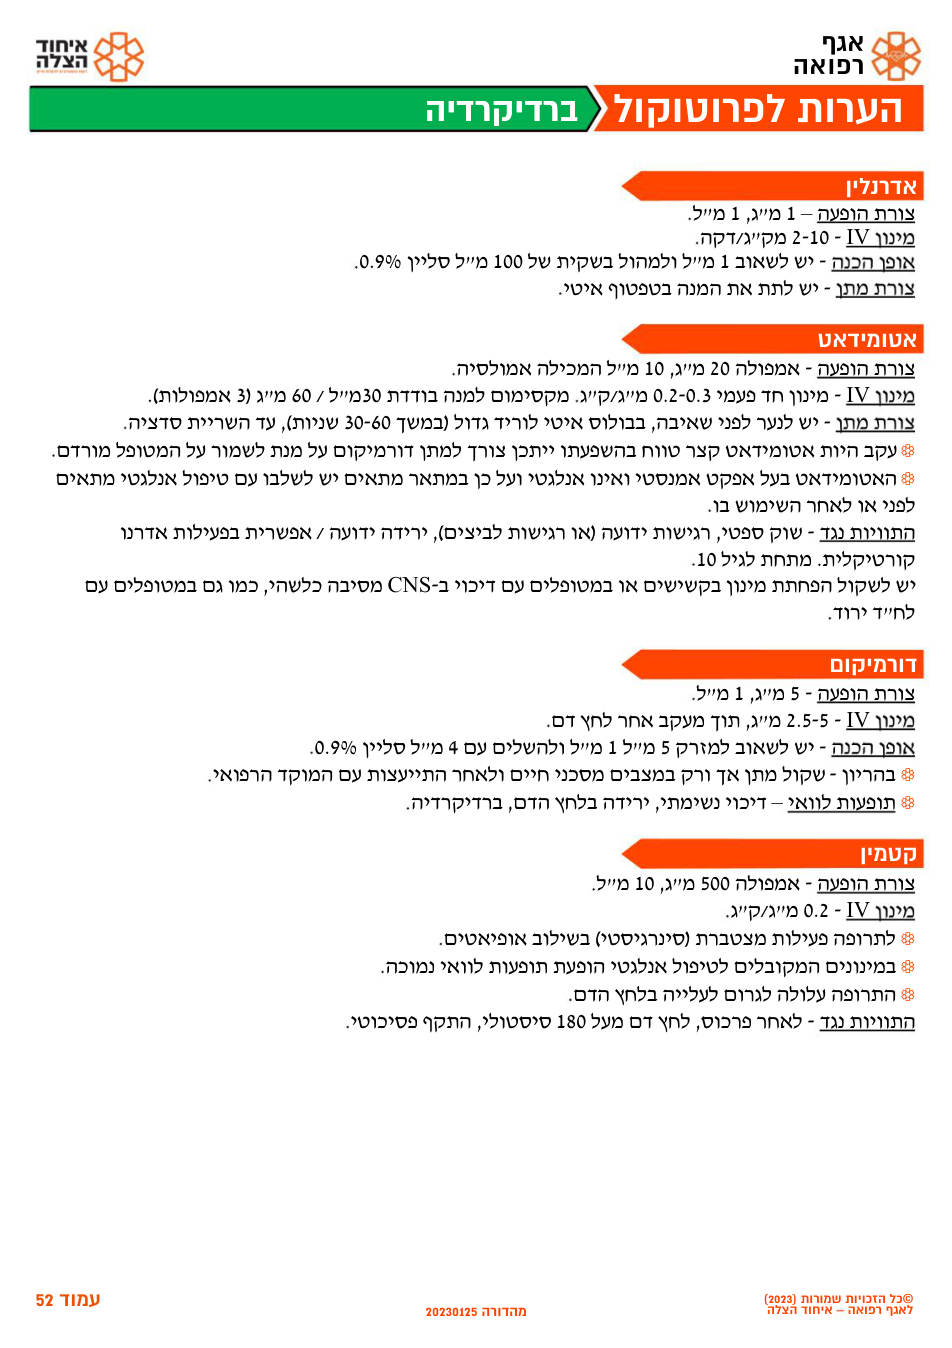 אגף
רפואה
איחוד
הצלה
הערות לפרוטוקול
ברדיקרדיה
אדרנלין
צורת הופעה – 1 מ״ג, 1 מ״ל.
מינון IV - 2-10 מק״ג/דקה.
אופן הכנה - יש לשאוב 1 מ״ל ולמהול בשקית של 100 מ״ל סליין 0.9%.
צורת מתן - יש לתת את המנה בטפטוף איטי.
אטומידאט
צורת הופעה - אמפולה 20 מ״ג, 10 מ״ל המכילה אמולסיה.
מינון IV - מינון חד פעמי 0.2-0.3 מ״ג/ק״ג. מקסימום למנה בודדת 30מ״ל / 60 מ״ג (3 אמפולות).
צורת מתן - יש לנער לפני שאיבה, בבולוס איטי לוריד גדול (במשך 30-60 שניות), עד השריית סדציה.
עקב היות אטומידאט קצר טווח בהשפעתו ייתכן צורך למתן דורמיקום על מנת לשמור על המטופל מורדם.
האטומידאט בעל אפקט אמנסטי ואינו אנלגטי ועל כן במתאר מתאים יש לשלבו עם טיפול אנלגטי מתאים
לפני או לאחר השימוש בו.
התוויות נגד - שוק ספטי, רגישות ידועה (או רגישות לביצים), ירידה ידועה / אפשרית בפעילות אדרנו
קורטיקלית. מתחת לגיל 10.
יש לשקול הפחתת מינון בקשישים או במטופלים עם דיכוי ב-CNS מסיבה כלשהי, כמו גם במטופלים עם
לח״ד ירוד.
דורמיקום
צורת הופעה - 5 מ״ג, 1 מ״ל.
מינון IV - 2.5-5 מ״ג, תוך מעקב אחר לחץ דם.
אופן הכנה - יש לשאוב למזרק 5 מ״ל 1 מ״ל ולהשלים עם 4 מ״ל סליין 0.9%.
בהריון - שקול מתן אך ורק במצבים מסכני חיים ולאחר התייעצות עם המוקד הרפואי.
תופעות לוואי – דיכוי נשימתי, ירידה בלחץ הדם, ברדיקרדיה.
קטמין
צורת הופעה - אמפולה 500 מ״ג, 10 מ״ל.
מינון IV - 0.2 מ״ג/ק״ג.
לתרופה פעילות מצטברת (סינרגיסטי) בשילוב אופיאטים.
במינונים המקובלים לטיפול אנלגטי הופעת תופעות לוואי נמוכה.
התרופה עלולה לגרום לעלייה בלחץ הדם.
התוויות נגד - לאחר פרכוס, לחץ דם מעל 180 סיסטולי, התקף פסיכוטי.
©כל הזכויות שמורות (2023)
לאגף רפואה – איחוד הצלה
מהדורה 20230125
עמוד 52